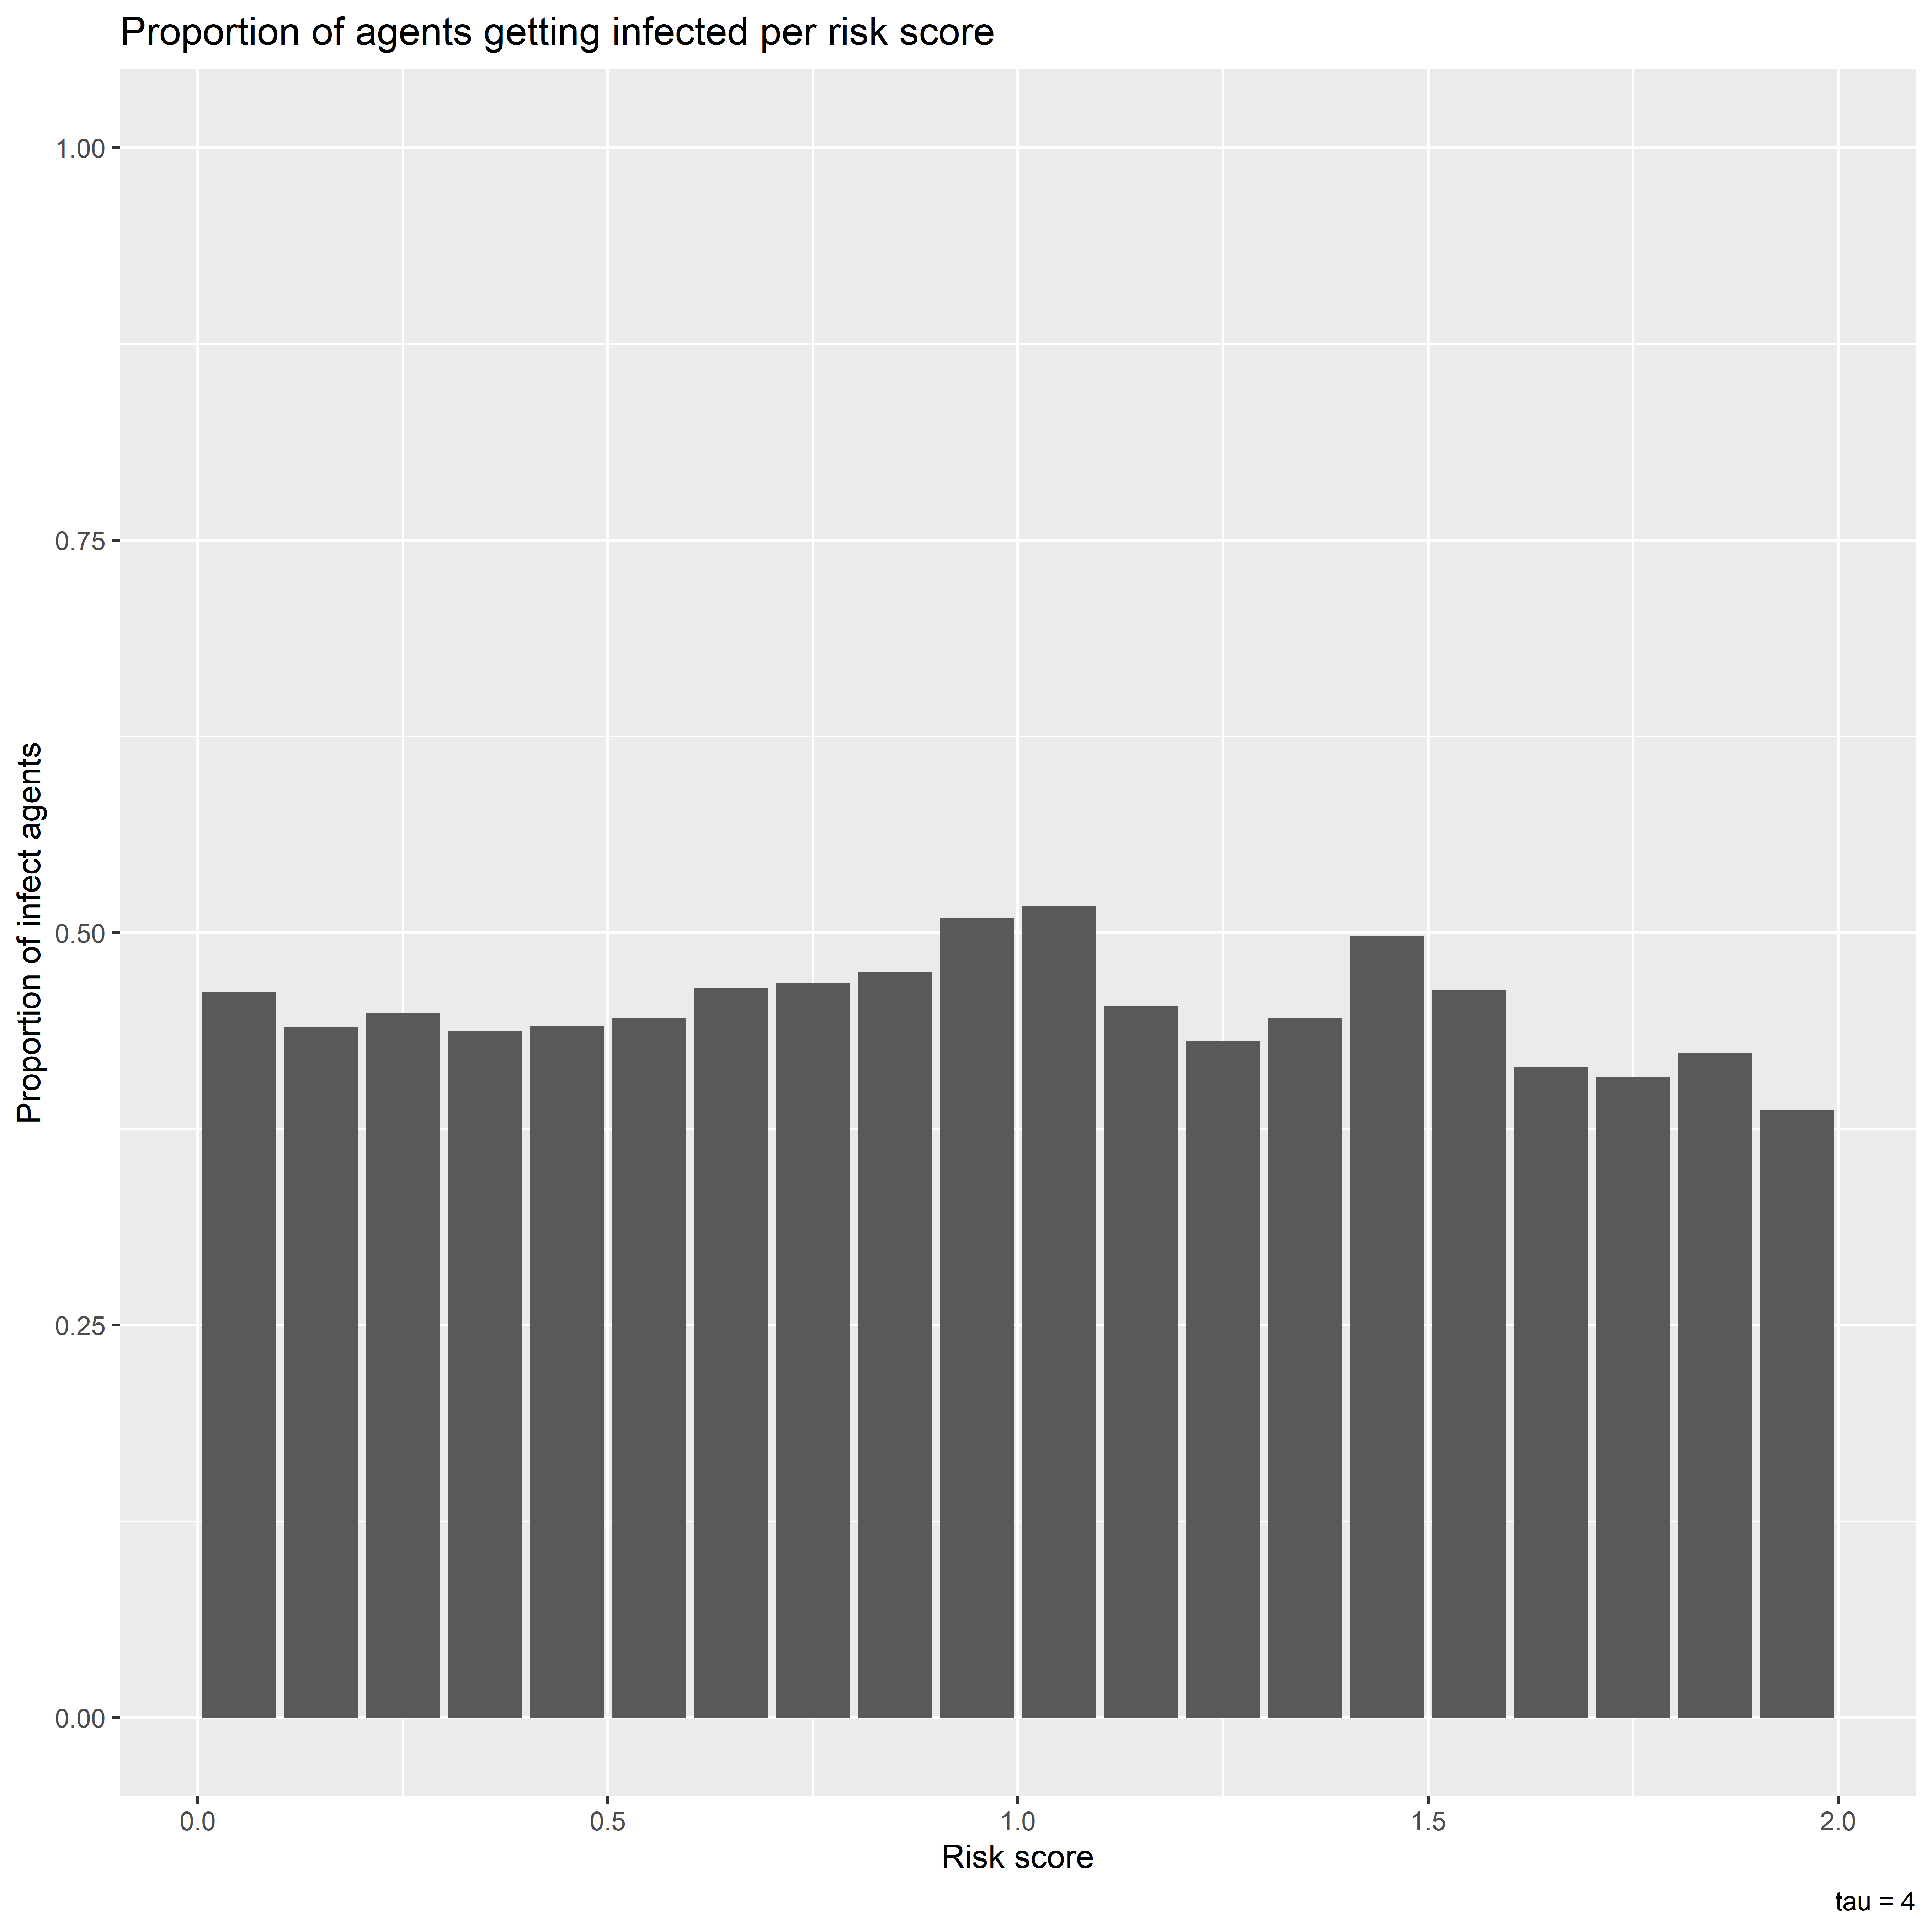 Proportion of agents getting infected per risk score
Proportion of infect agents
1.00
0.75
0.50
0.25
0.00
0.0
0.5
1.0
1.5
2.0
Risk score
tau = 4